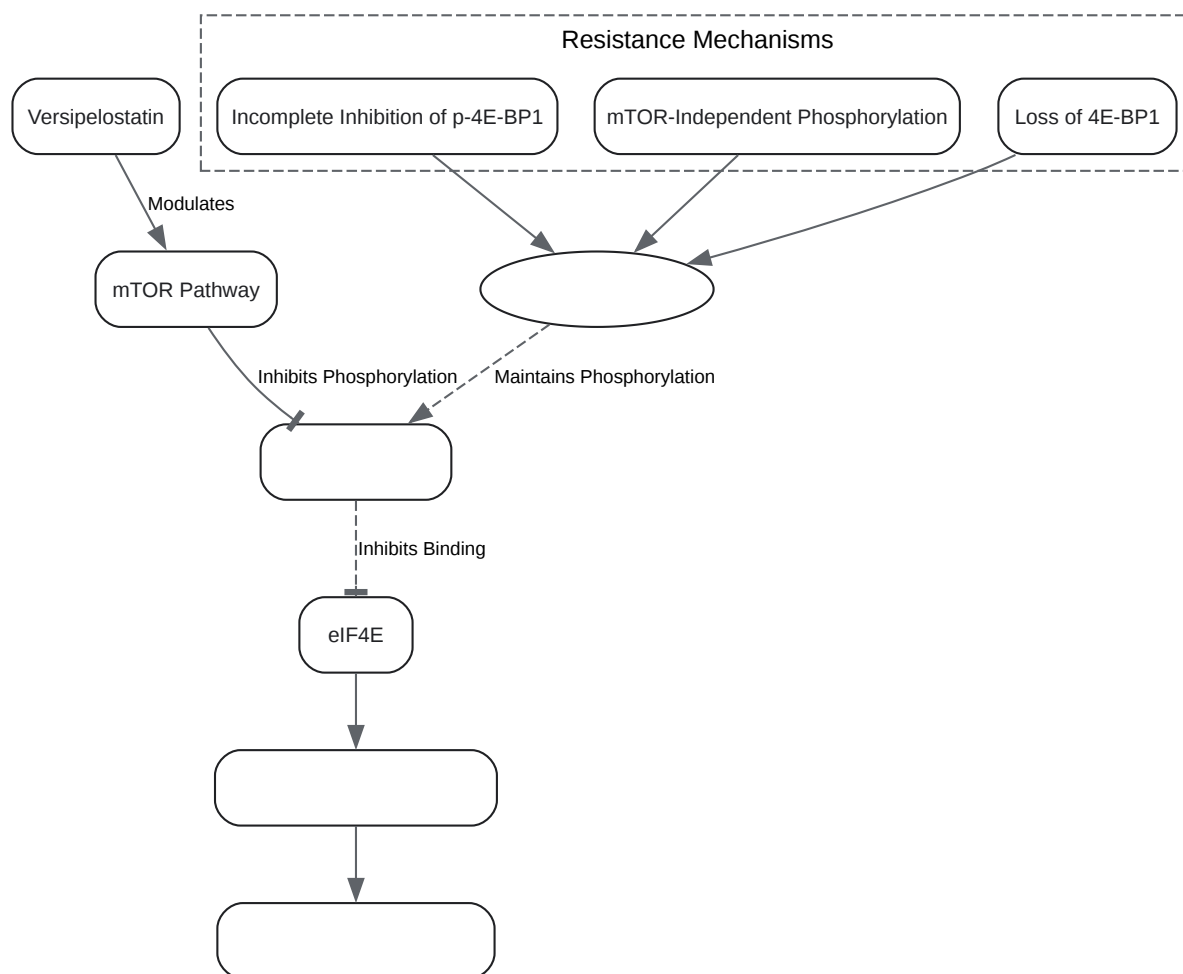 Resistance Mechanisms
Versipelostatin
Incomplete Inhibition of p-4E-BP1
mTOR-Independent Phosphorylation
Loss of 4E-BP1
Modulates
mTOR Pathway
Inhibits Phosphorylation
Maintains Phosphorylation
Inhibits Binding
eIF4E